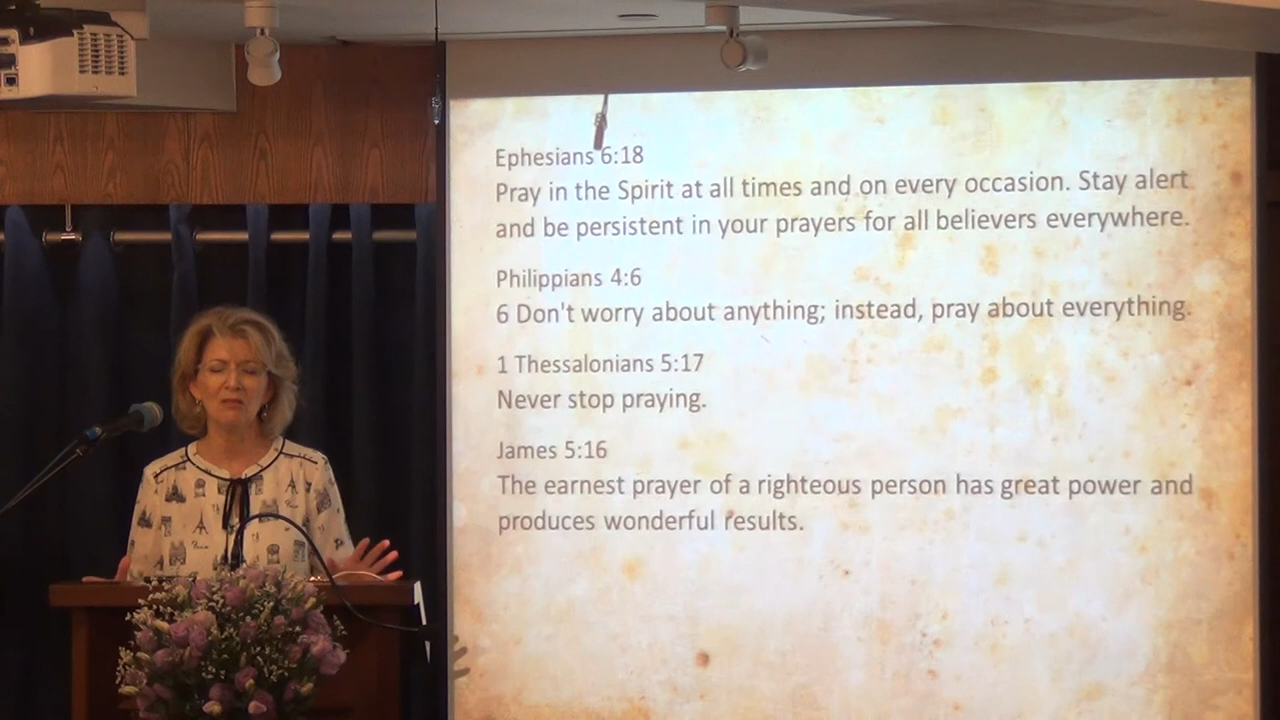 Ephesians 6:18
Pray in the Spirit at all times and on every occasion. Stay alert
and be persistent in your prayers for all believers everywhere.
Philippians 4:6
6 Don't worry about anything; instead, pray about everything.
1 Thessalonians 5:17
Never stop praying.
James 5:16
The earnest prayer of a righteous person has great power and
produces wonderful results.